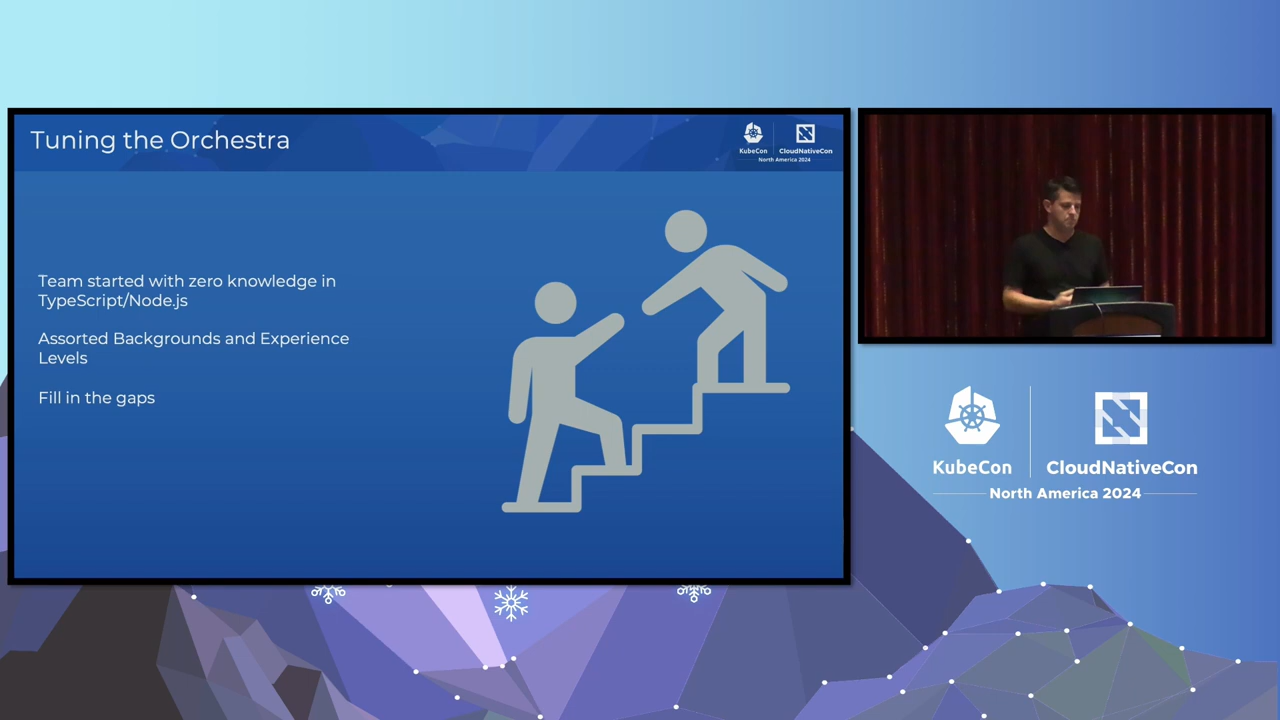 Tuning the Orchestra
KubeCon
CloudNativeCon
North America 2024
Team started with zero knowledge in
TypeScript/Node.js
Assorted Backgrounds and Experience
Levels
Fill in the gaps
KubeCon
CloudNativeCon
North America 2024